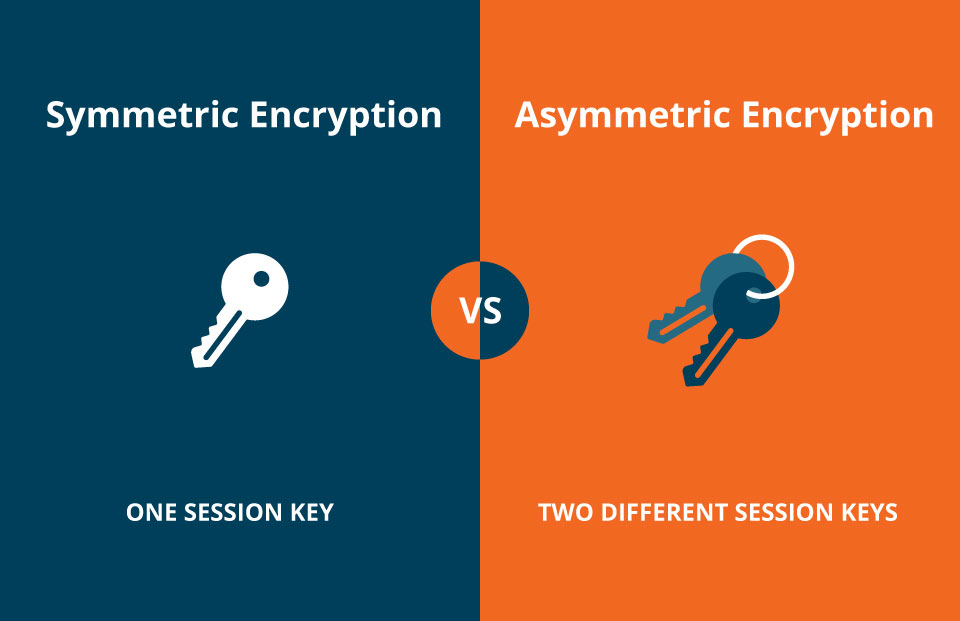 Symmetric Encryption
Asymmetric Encryption
VS
ONE SESSION KEY
TWO DIFFERENT SESSION KEYS